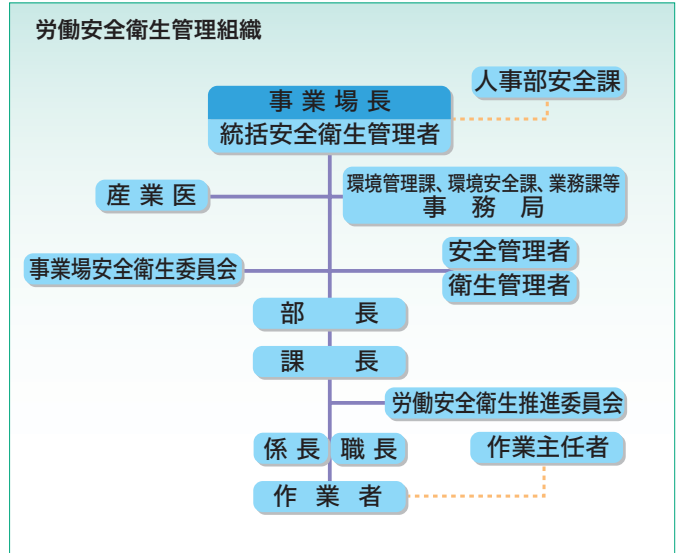 労働安全衛生管理組織
人事部安全課
事業場長
統括安全衛生管理者
産業医
環境管理課、環境安全課、業務課等
事務局
事業場安全衛生委員会
安全管理者
衛生管理者
部長
課長
労働安全衛生推進委員会
係長
職長
作業主任者
作業者